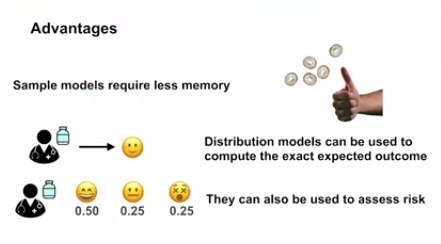 Advantages
Sample models require less memory
Distribution models can be used to
compute the exact expected outcome
0.50 0.25 0.25
They can also be used to assess risk